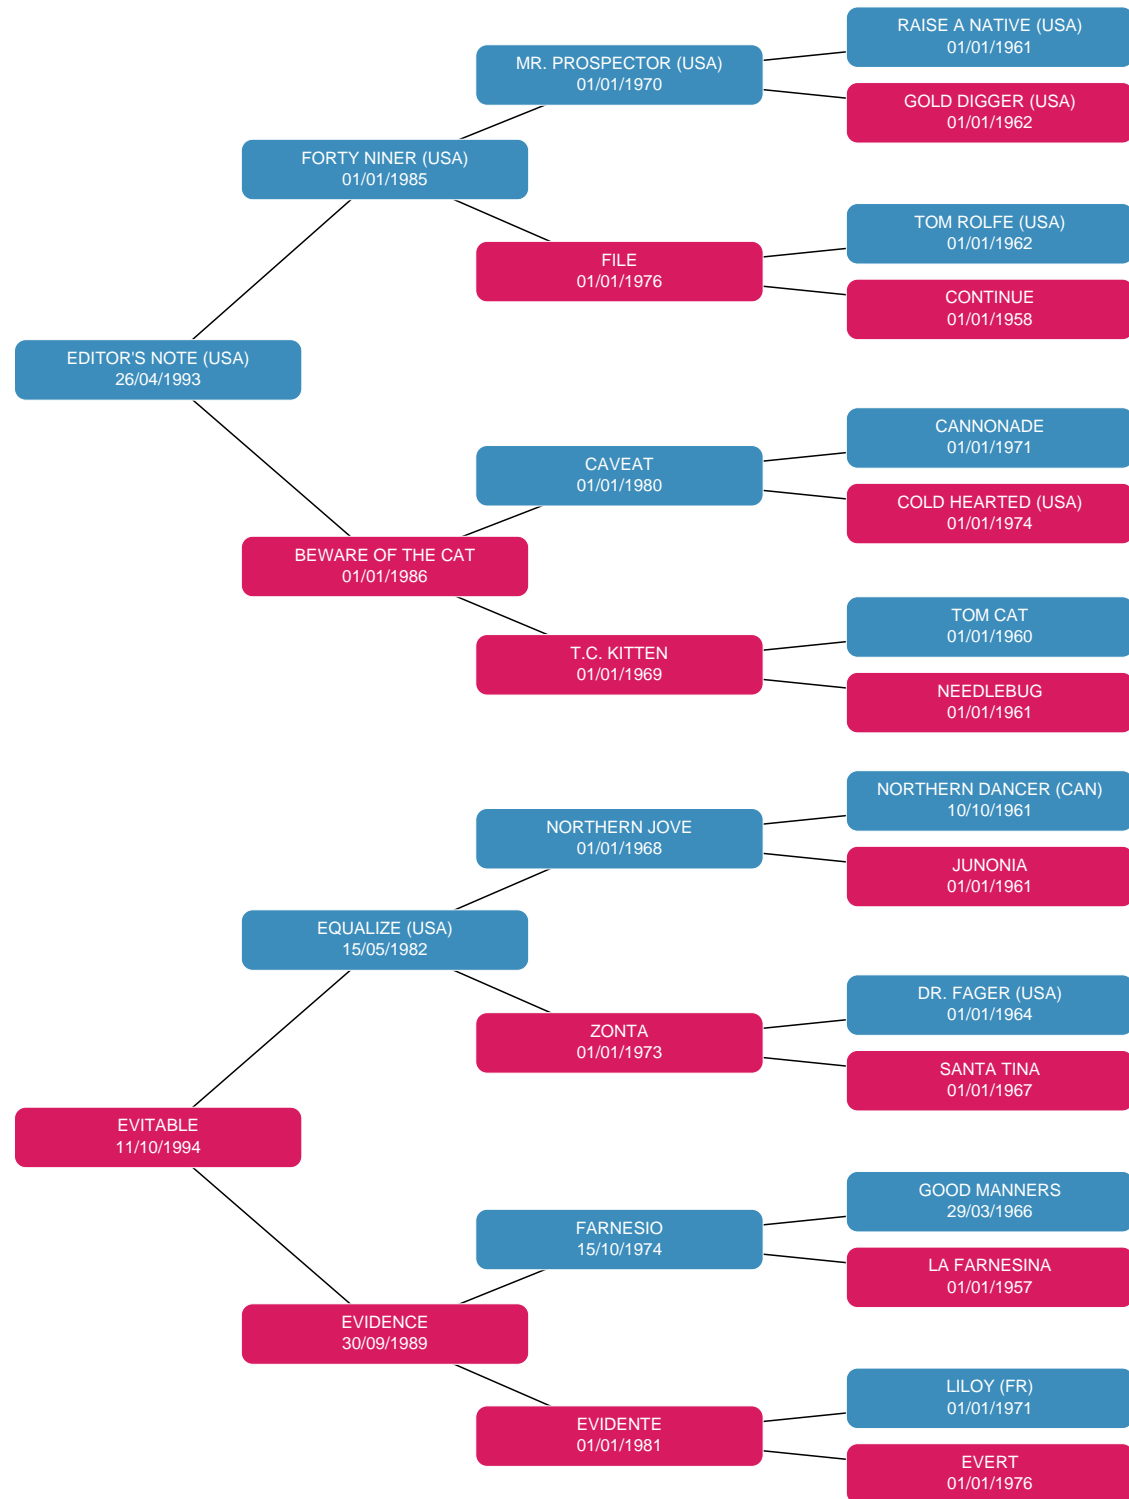 RAISE A NATIVE (USA)
01/01/1961
MR. PROSPECTOR (USA)
01/01/1970
GOLD DIGGER (USA)
01/01/1962
FORTY NINER (USA)
01/01/1985
TOM ROLFE (USA)
01/01/1962
FILE
01/01/1976
CONTINUE
01/01/1958
EDITOR'S NOTE (USA)
26/04/1993
CANNONADE
01/01/1971
CAVEAT
01/01/1980
COLD HEARTED (USA)
01/01/1974
BEWARE OF THE CAT
01/01/1986
TOM CAT
01/01/1960
T.C. KITTEN
01/01/1969
NEEDLEBUG
01/01/1961
NORTHERN DANCER (CAN)
10/10/1961
NORTHERN JOVE
01/01/1968
JUNONIA
01/01/1961
EQUALIZE (USA)
15/05/1982
DR. FAGER (USA)
01/01/1964
ZONTA
01/01/1973
SANTA TINA
01/01/1967
EVITABLE
11/10/1994
GOOD MANNERS
29/03/1966
FARNESIO
15/10/1974
LA FARNESINA
01/01/1957
EVIDENCE
30/09/1989
LILOY (FR)
01/01/1971
EVIDENTE
01/01/1981
EVERT
01/01/1976